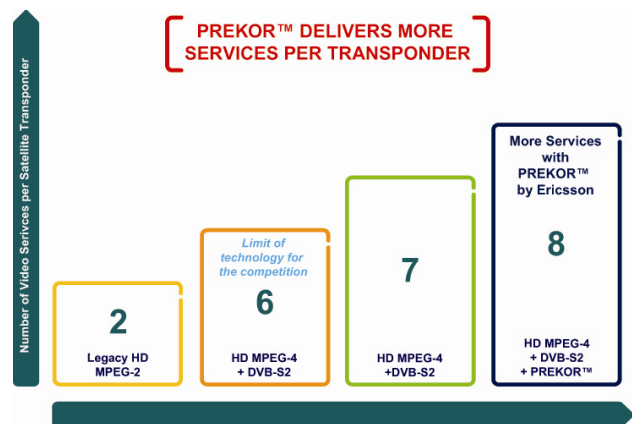 PREKOR™ DELIVERS MORE
SERVICES PER TRANSPONDER
Number of Video Serivces per Satellite Transponder
2
Legacy HD
MPEG-2
Limit of
technology for
the competition
6
HD MPEG-4
+ DVB-S2
7
HD MPEG-4
+DVB-S2
More Services
with
PREKOR™
by Ericsson
8
HD MPEG-4
+ DVB-S2
+ PREKOR™